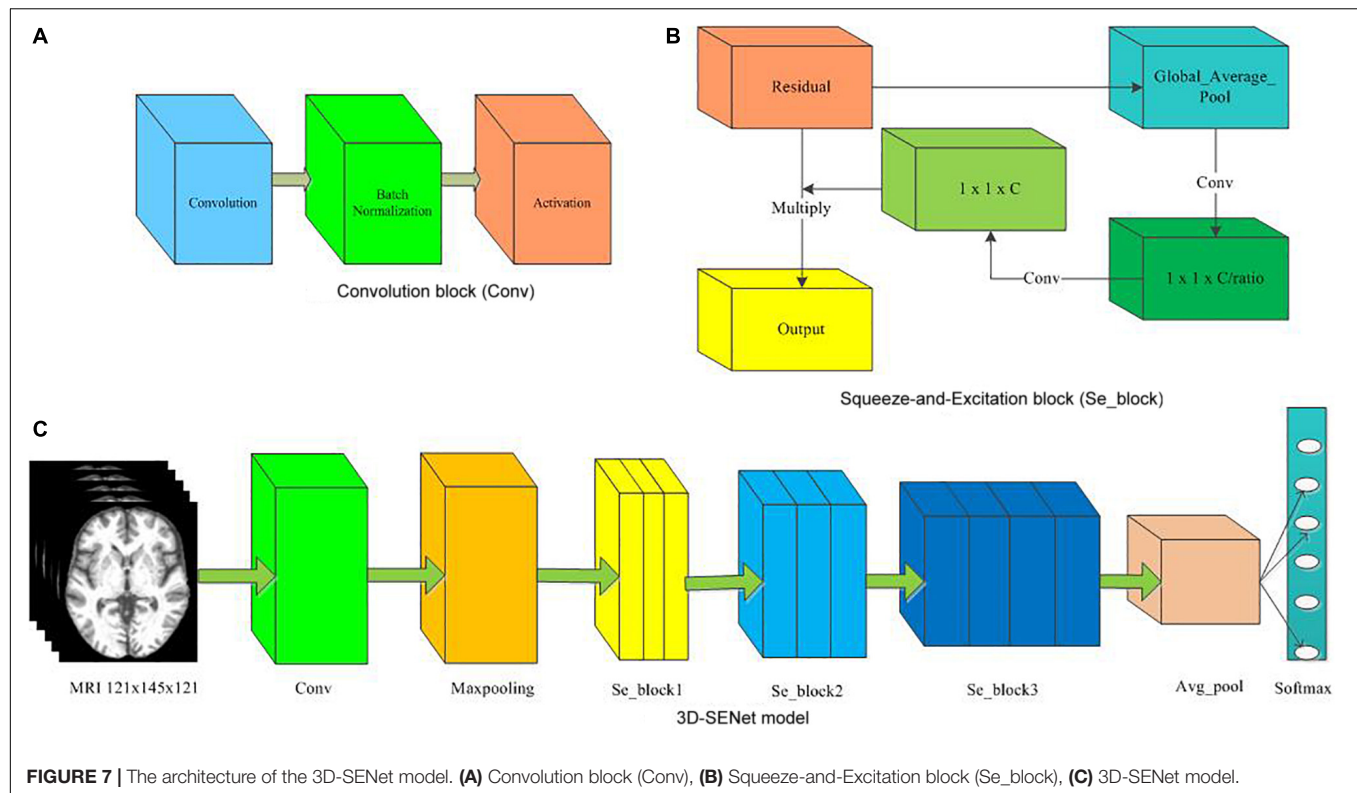 A
Convolution
Batch
Normalization
Activation
Convolution block (Conv)
B
Residual
Global_Average_
Pool
1 x 1 x C
Conv
Multiply
Conv
1 x 1 x C/ratio
Output
Squeeze-and-Excitation block (Se_block)
C
MRI 121x145x121
Conv
Maxpooling
Se_block1
Se_block2
Se_block3
Avg_pool
Softmax
3D-SENet model
FIGURE 7 | The architecture of the 3D-SENet model. (A) Convolution block (Conv), (B) Squeeze-and-Excitation block (Se_block), (C) 3D-SENet model.